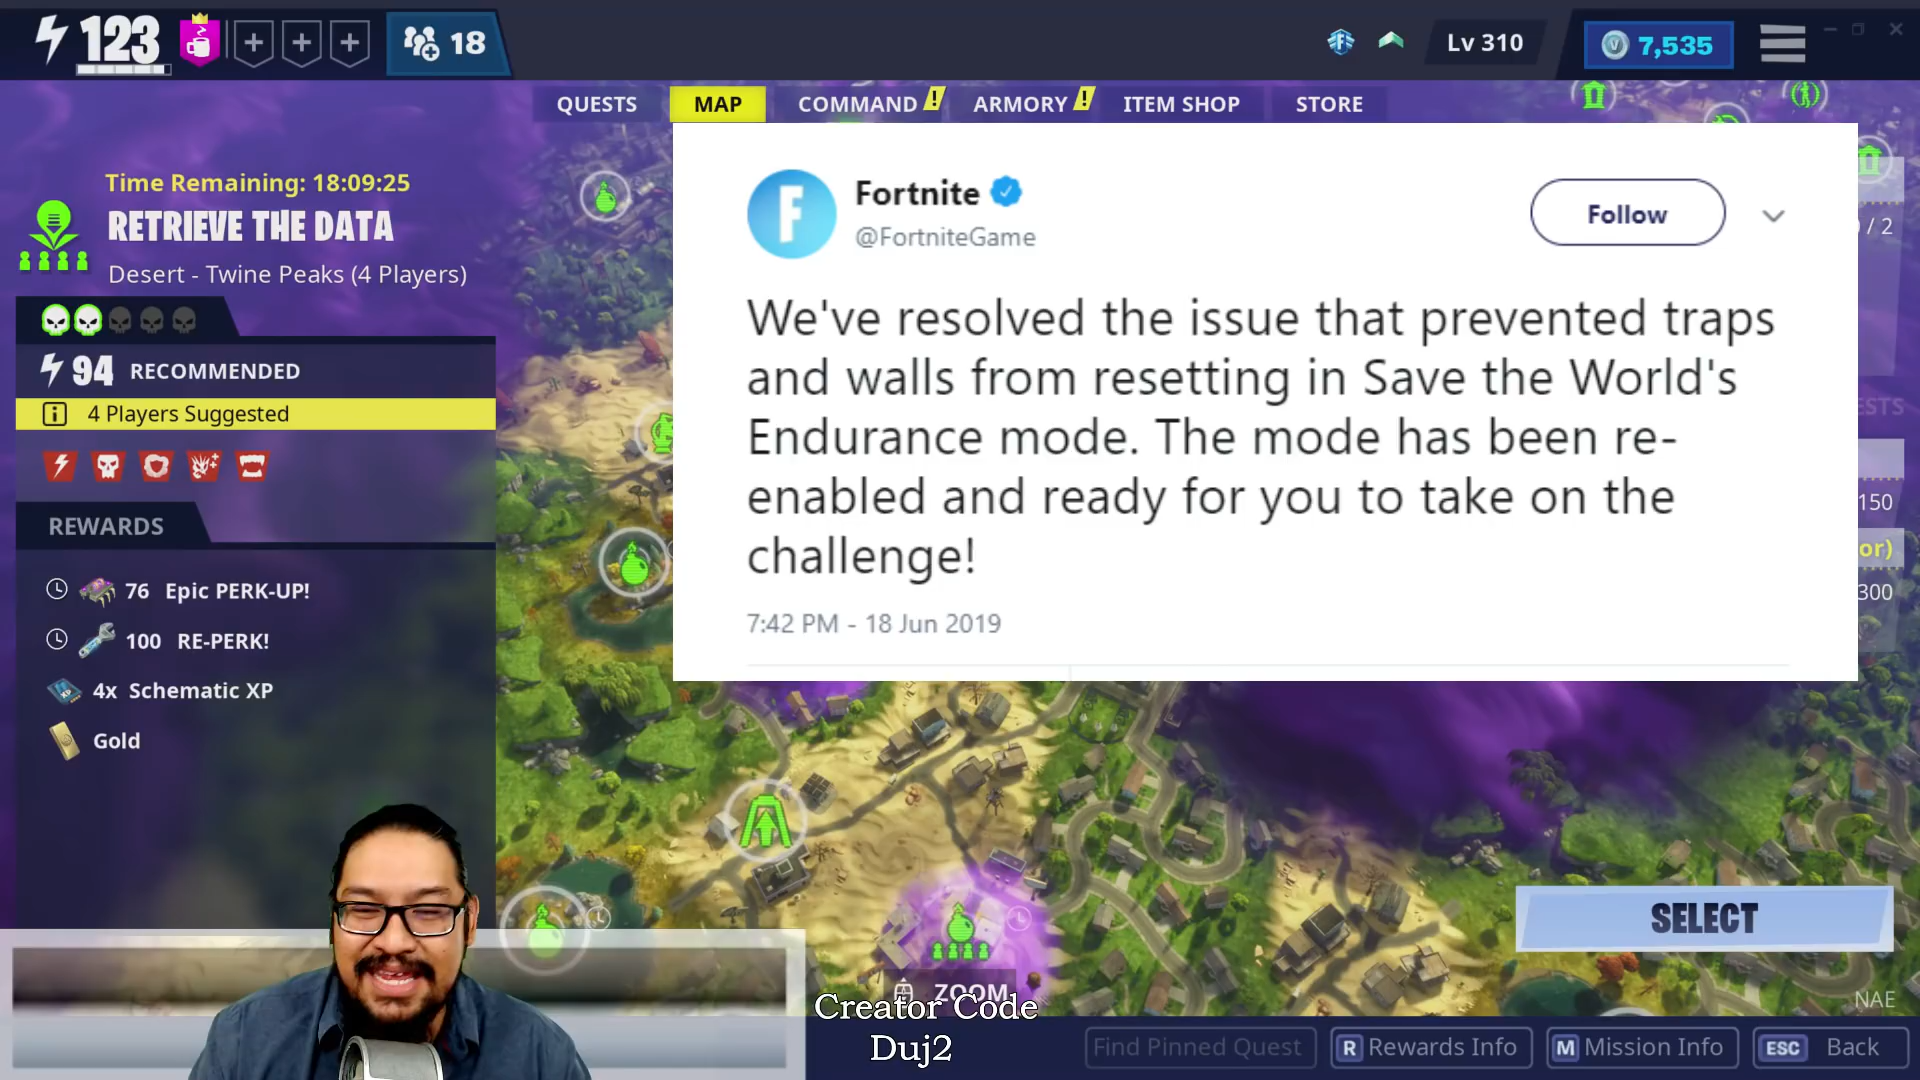 123
18
Lv 310
7,535
QUESTS
MAP
COMMAND
!
ARMORY
!
ITEM SHOP
STORE
Time Remaining: 18:09:25
RETRIEVE THE DATA
Desert - Twine Peaks (4 Players)
94 RECOMMENDED
4 Players Suggested
REWARDS
76 Epic PERK-UP!
100 RE-PERK!
4x Schematic XP
Gold
Fortnite
@FortniteGame
Follow
We've resolved the issue that prevented traps
and walls from resetting in Save the World's
Endurance mode. The mode has been re-
enabled and ready for you to take on the
challenge!
7:42 PM - 18 Jun 2019
/ 2
ESTS
150
or)
300
SELECT
ZOOM
Creator Code
Duj2
NAE
Find Pinned Quest
R Rewards Info
M Mission Info
ESC Back